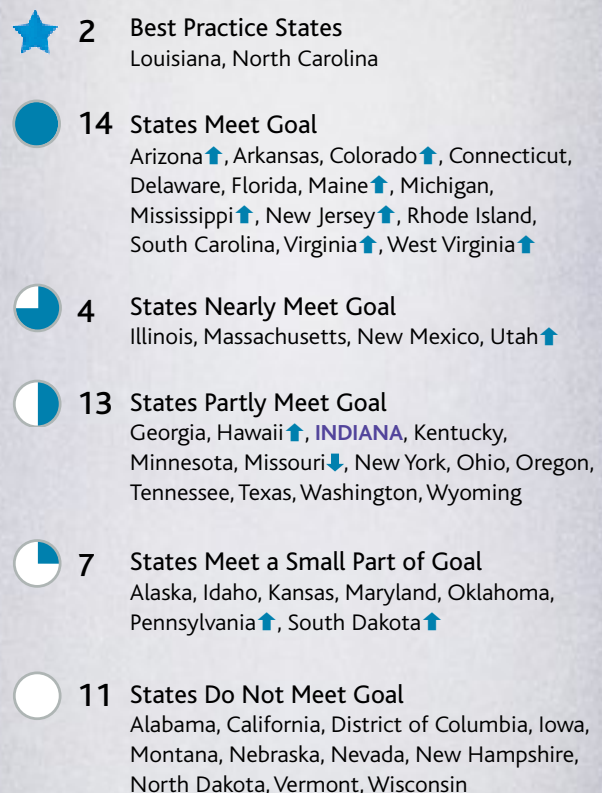 2 Best Practice States
Louisiana, North Carolina
14 States Meet Goal
Arizona⬆, Arkansas, Colorado⬆, Connecticut,
Delaware, Florida, Maine⬆, Michigan,
Mississippi⬆, New Jersey⬆, Rhode Island,
South Carolina, Virginia⬆, West Virginia⬆
4 States Nearly Meet Goal
Illinois, Massachusetts, New Mexico, Utah⬆
13 States Partly Meet Goal
Georgia, Hawaii⬆, INDIANA, Kentucky,
Minnesota, Missouri⬇, New York, Ohio, Oregon,
Tennessee, Texas, Washington, Wyoming
7 States Meet a Small Part of Goal
Alaska, Idaho, Kansas, Maryland, Oklahoma,
Pennsylvania⬆, South Dakota⬆
11 States Do Not Meet Goal
Alabama, California, District of Columbia, Iowa,
Montana, Nebraska, Nevada, New Hampshire,
North Dakota, Vermont, Wisconsin